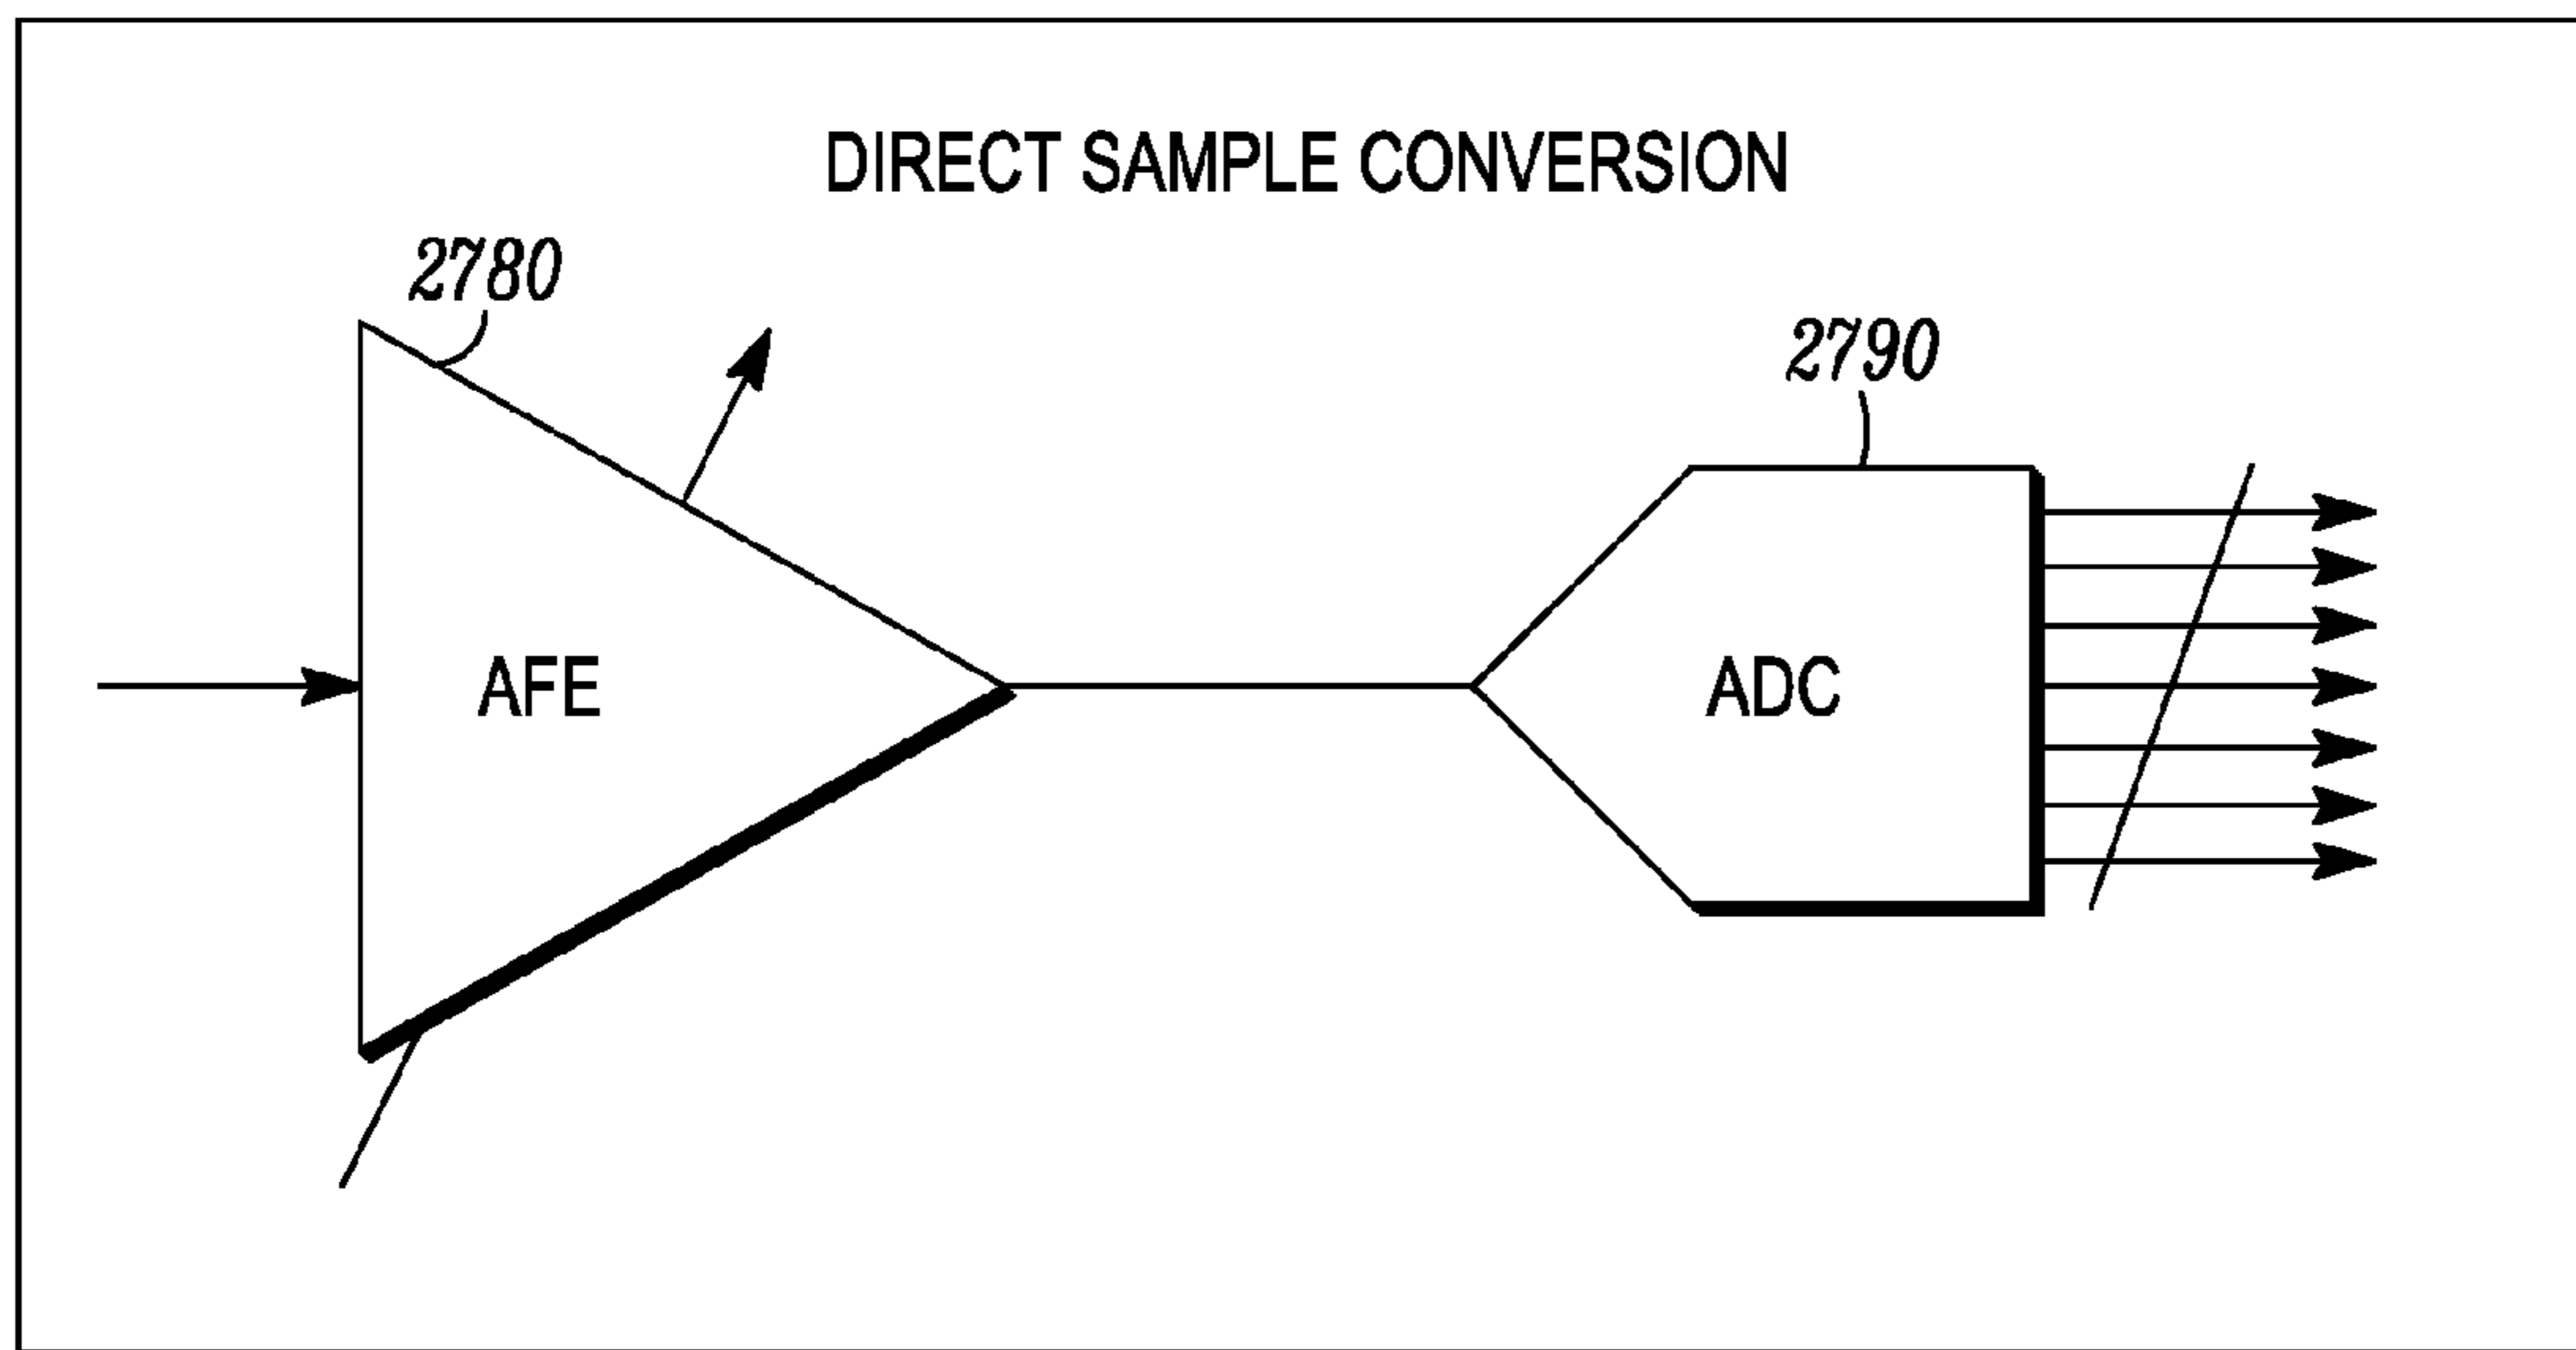 DIRECT SAMPLE CONVERSION
2780
2790
AFE
ADC